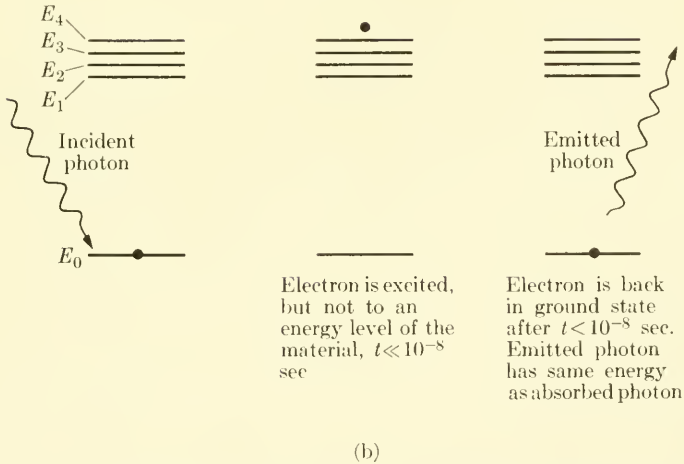 E₄
E₃
E₂
E₁
Incident
photon
Emitted
photon
E₀
Electron is excited,
but not to an
energy level of the
material, t≪10⁻⁸
sec
Electron is back
in ground state
after t<10⁻⁸ sec.
Emitted photon
has same energy
as absorbed photon
(b)